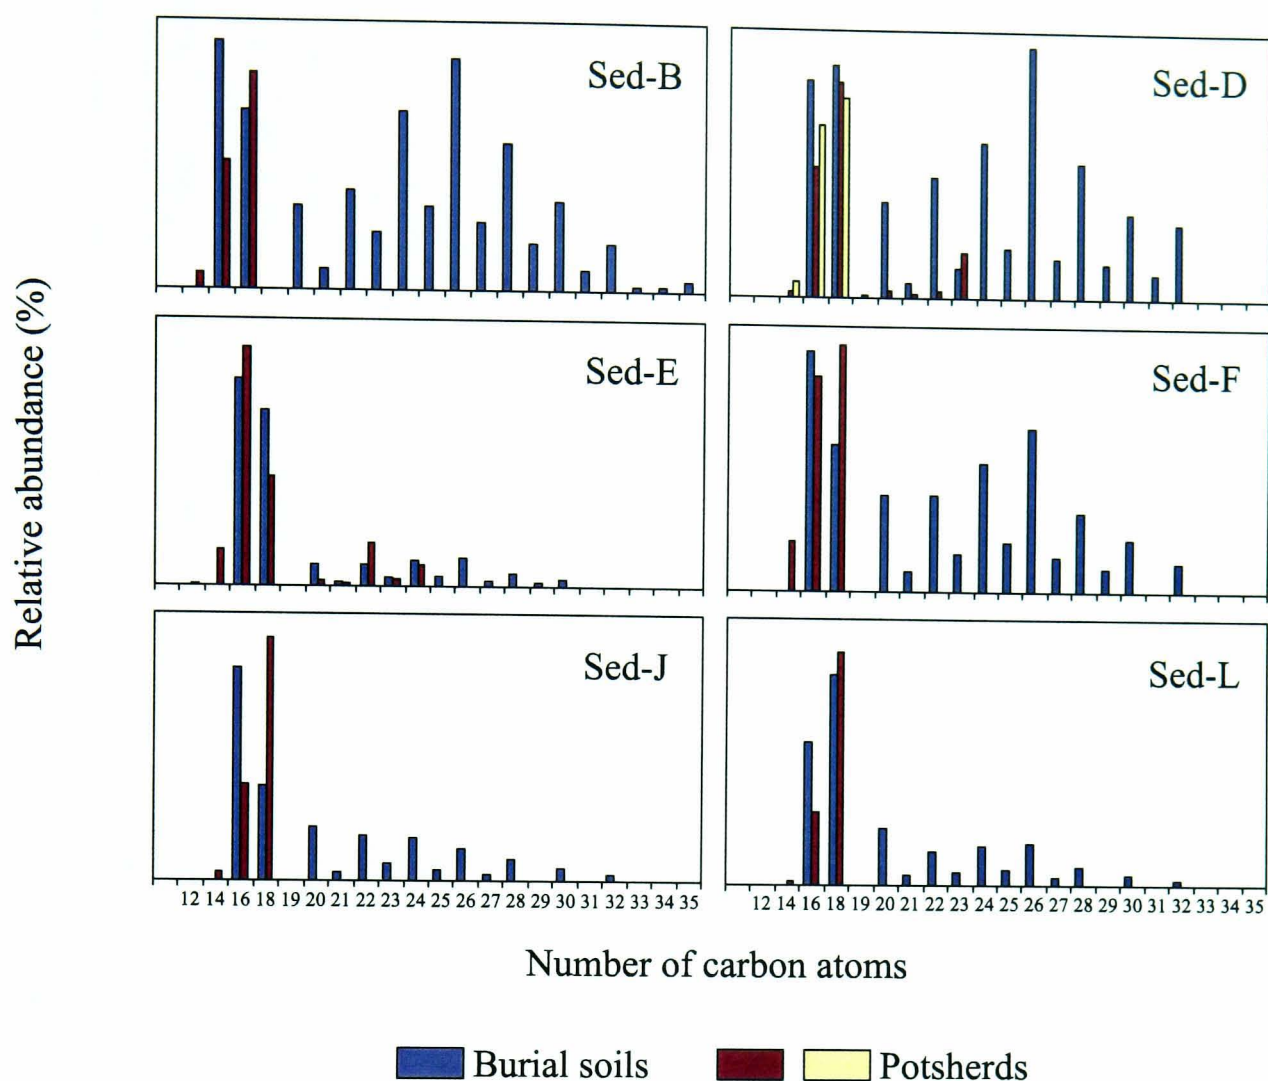 Sed-B
Sed-D
Sed-E
Sed-F
Sed-J
Sed-L
Relative abundance (%)
12 14 16 18 19 20 21 22 23 24 25 26 27 28 29 30 31 32 33 34 35
12 14 16 18 19 20 21 22 23 24 25 26 27 28 29 30 31 32 33 34 35
Number of carbon atoms
Burial soils
Potsherds